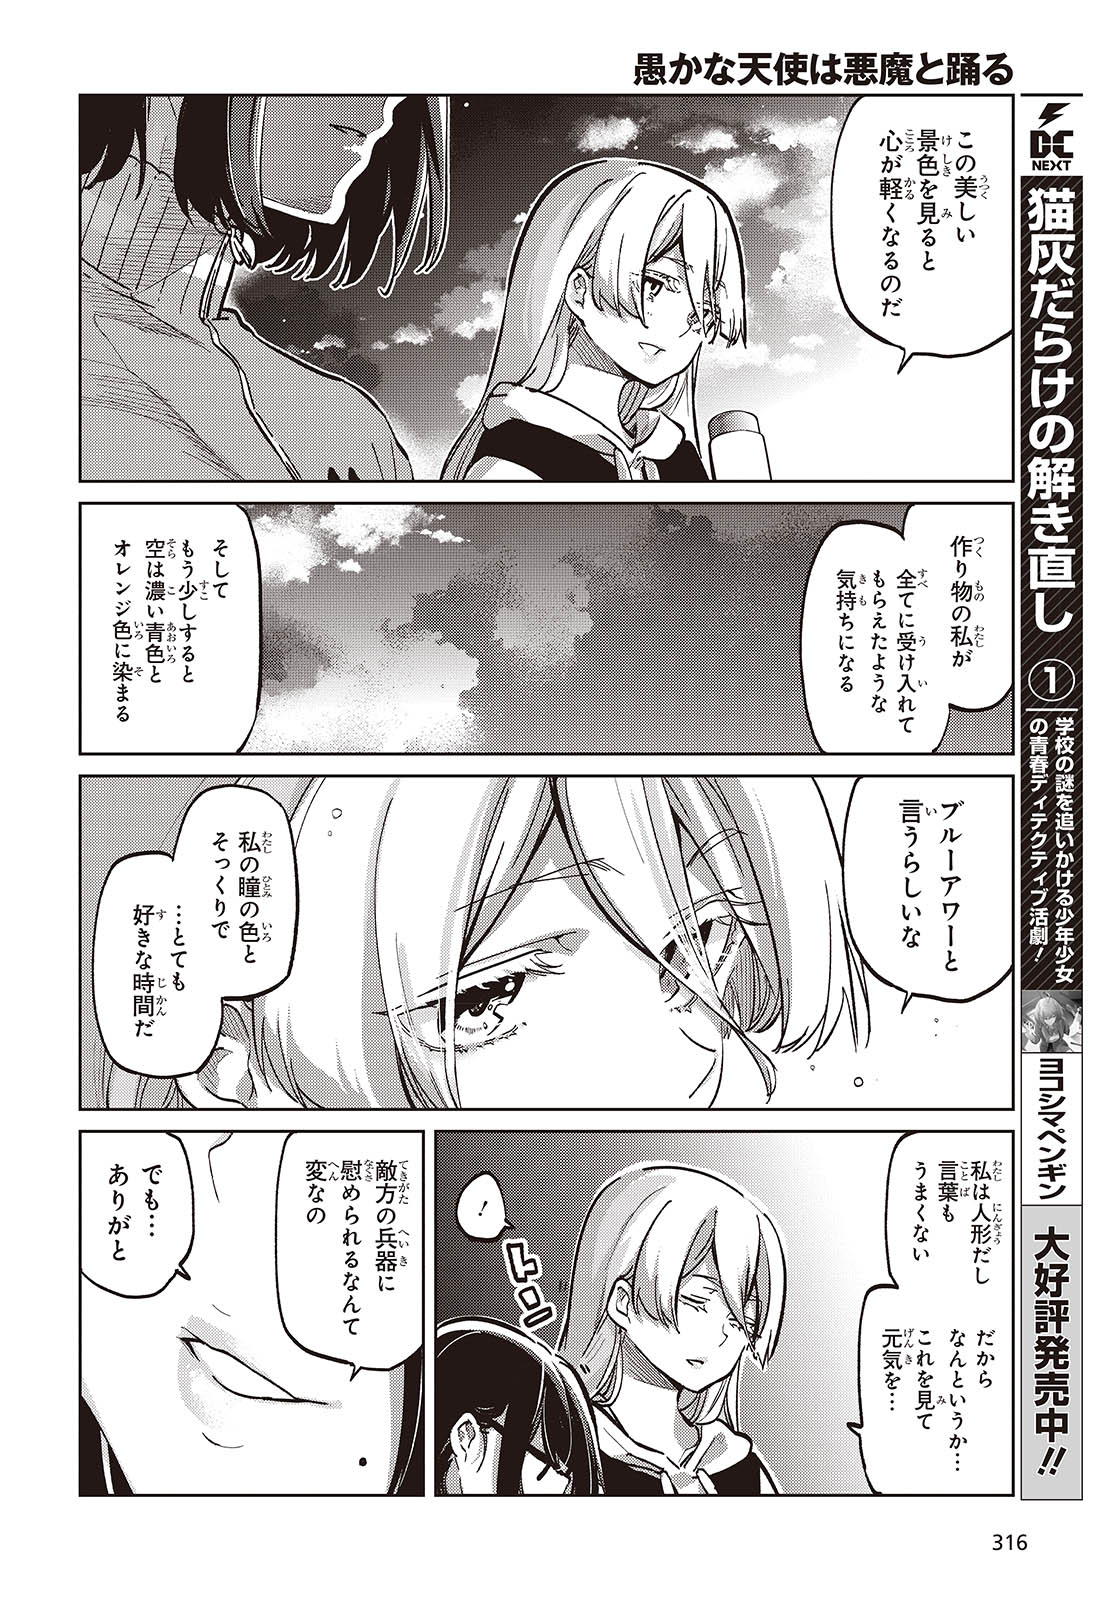 愚かな天使は悪魔と踊る
この美しい
景色を見ると
心が軽くなるのだ
作り物の私が
全てに受け入れて
もらえたような
気持ちになる
そして
もう少しすると
空は濃い青色と
オレンジ色に染まる
ブルーアワーと
言うらしいな
私の瞳の色と
そっくりで
…とても
好きな時間だ
私は人形だし
言葉も
うまくない
だから
なんというか…
これを見て
元気を…
！
トン
敵方の兵器に
慰められるなんて
変なの
でも…
ありがと
DC
NEXT
猫灰だらけの解き直し ①
学校の謎を追いかける少年少女
の青春ディテクティブ活劇！
ヨコシマペンギン
大好評発売中!!
316